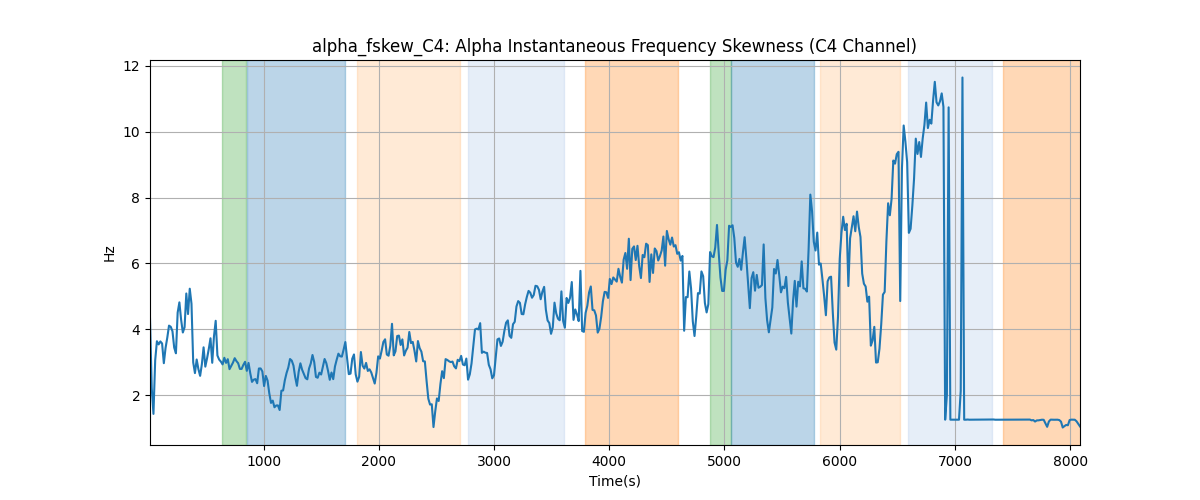 alpha_fskew_C4: Alpha Instantaneous Frequency Skewness (C4 Channel)
12
10
8
6
4
2
Hz
1000 2000 3000 4000 5000 6000 7000 8000
Time(s)